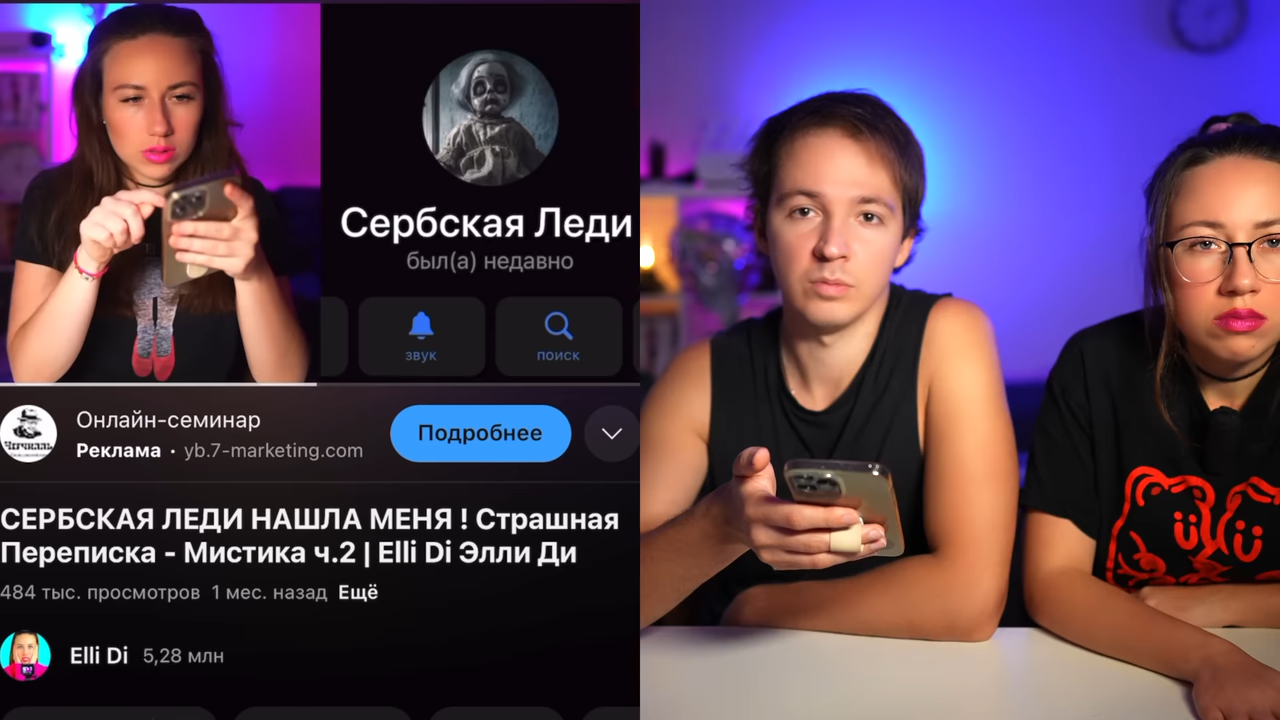 Сербская Леди
был(а) недавно
звук
поиск
Онлайн-семинар
Реклама · yb.7-marketing.com
Подробнее
СЕРБСКАЯ ЛЕДИ НАШЛА МЕНЯ ! Страшная
Переписка - Мистика ч.2 | Elli Di Элли Ди
484 тыс. просмотров 1 мес. назад Ещё
Elli Di 5,28 млн